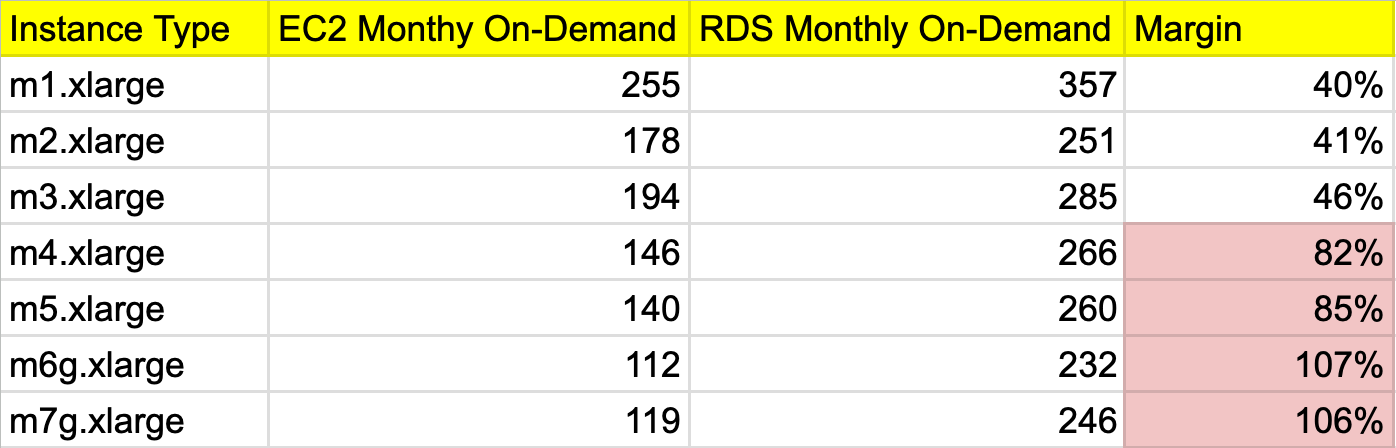 Instance Type EC2 Monthy On-Demand RDS Monthly On-Demand Margin
m1.xlarge 255 357 40%
m2.xlarge 178 251 41%
m3.xlarge 194 285 46%
m4.xlarge 146 266 82%
m5.xlarge 140 260 85%
m6g.xlarge 112 232 107%
m7g.xlarge 119 246 106%